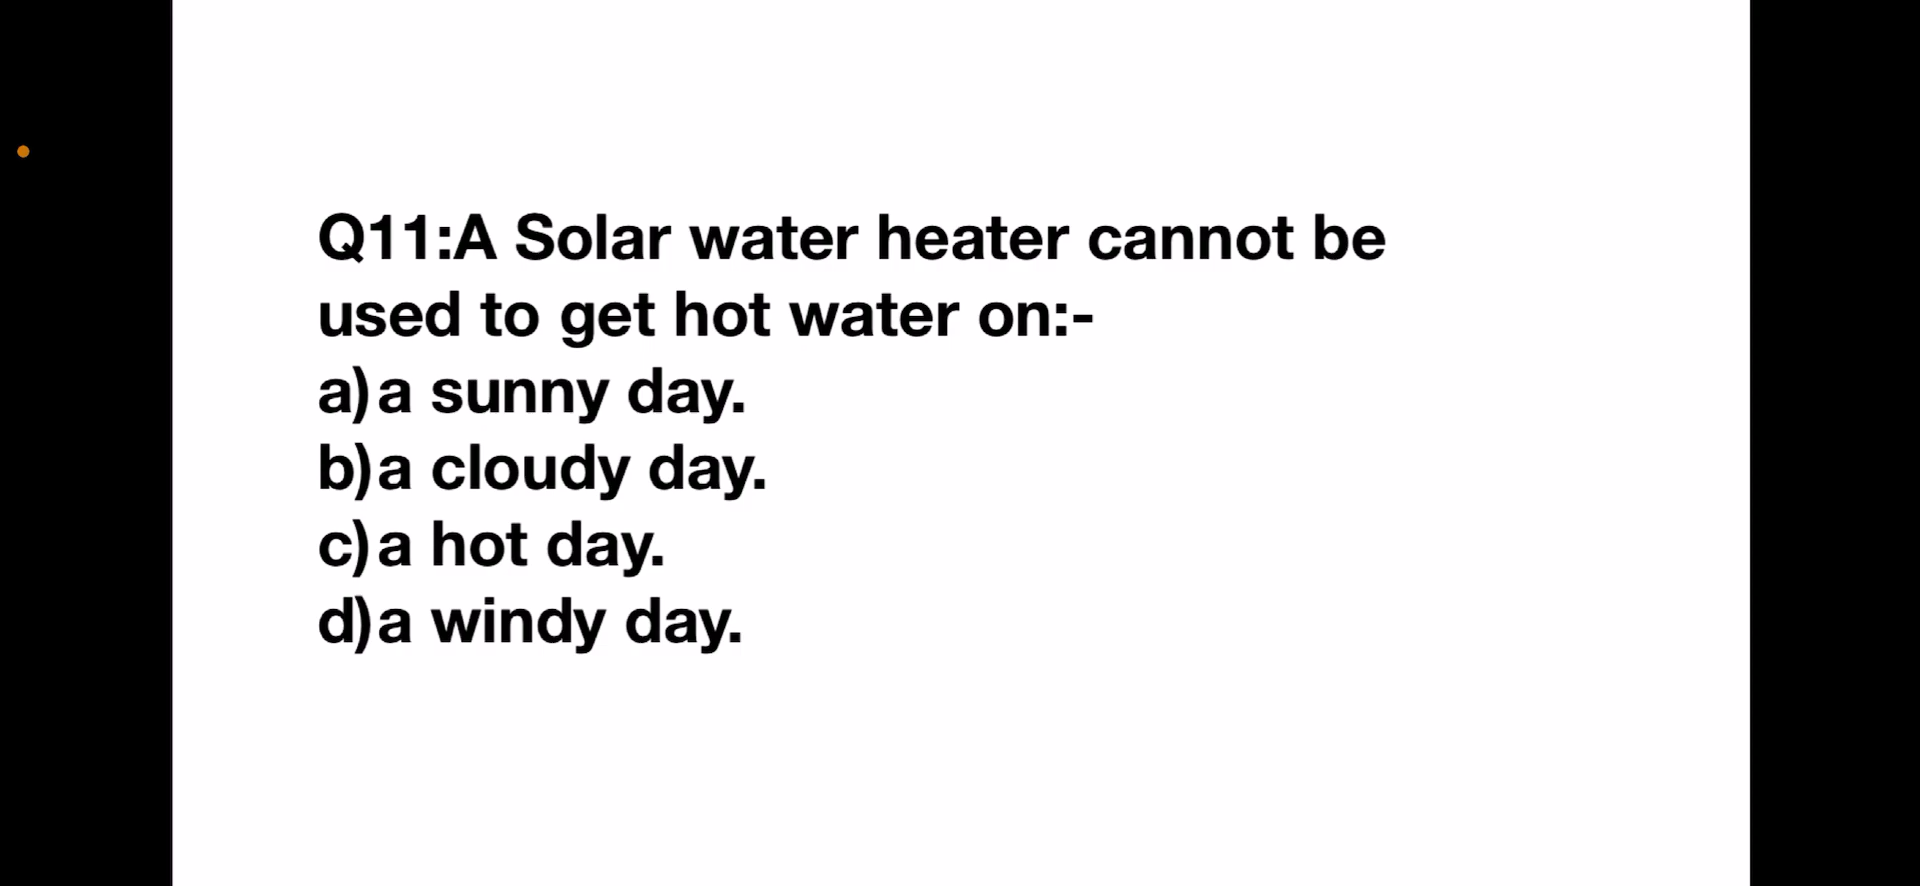 Q11:A Solar water heater cannot be
used to get hot water on:-
a)a sunny day.
b)a cloudy day.
c)a hot day.
d)a windy day.